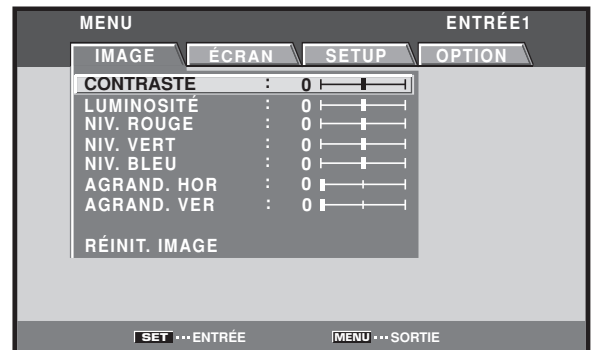 MENU ENTRÉE1
IMAGE ÉCRAN SETUP OPTION
CONTRASTE : 0
LUMINOSITÉ : 0
NIV. ROUGE : 0
NIV. VERT : 0
NIV. BLEU : 0
AGRAND. HOR : 0
AGRAND. VER : 0
RÉINIT. IMAGE
SET ••• ENTRÉE MENU ••• SORTIE